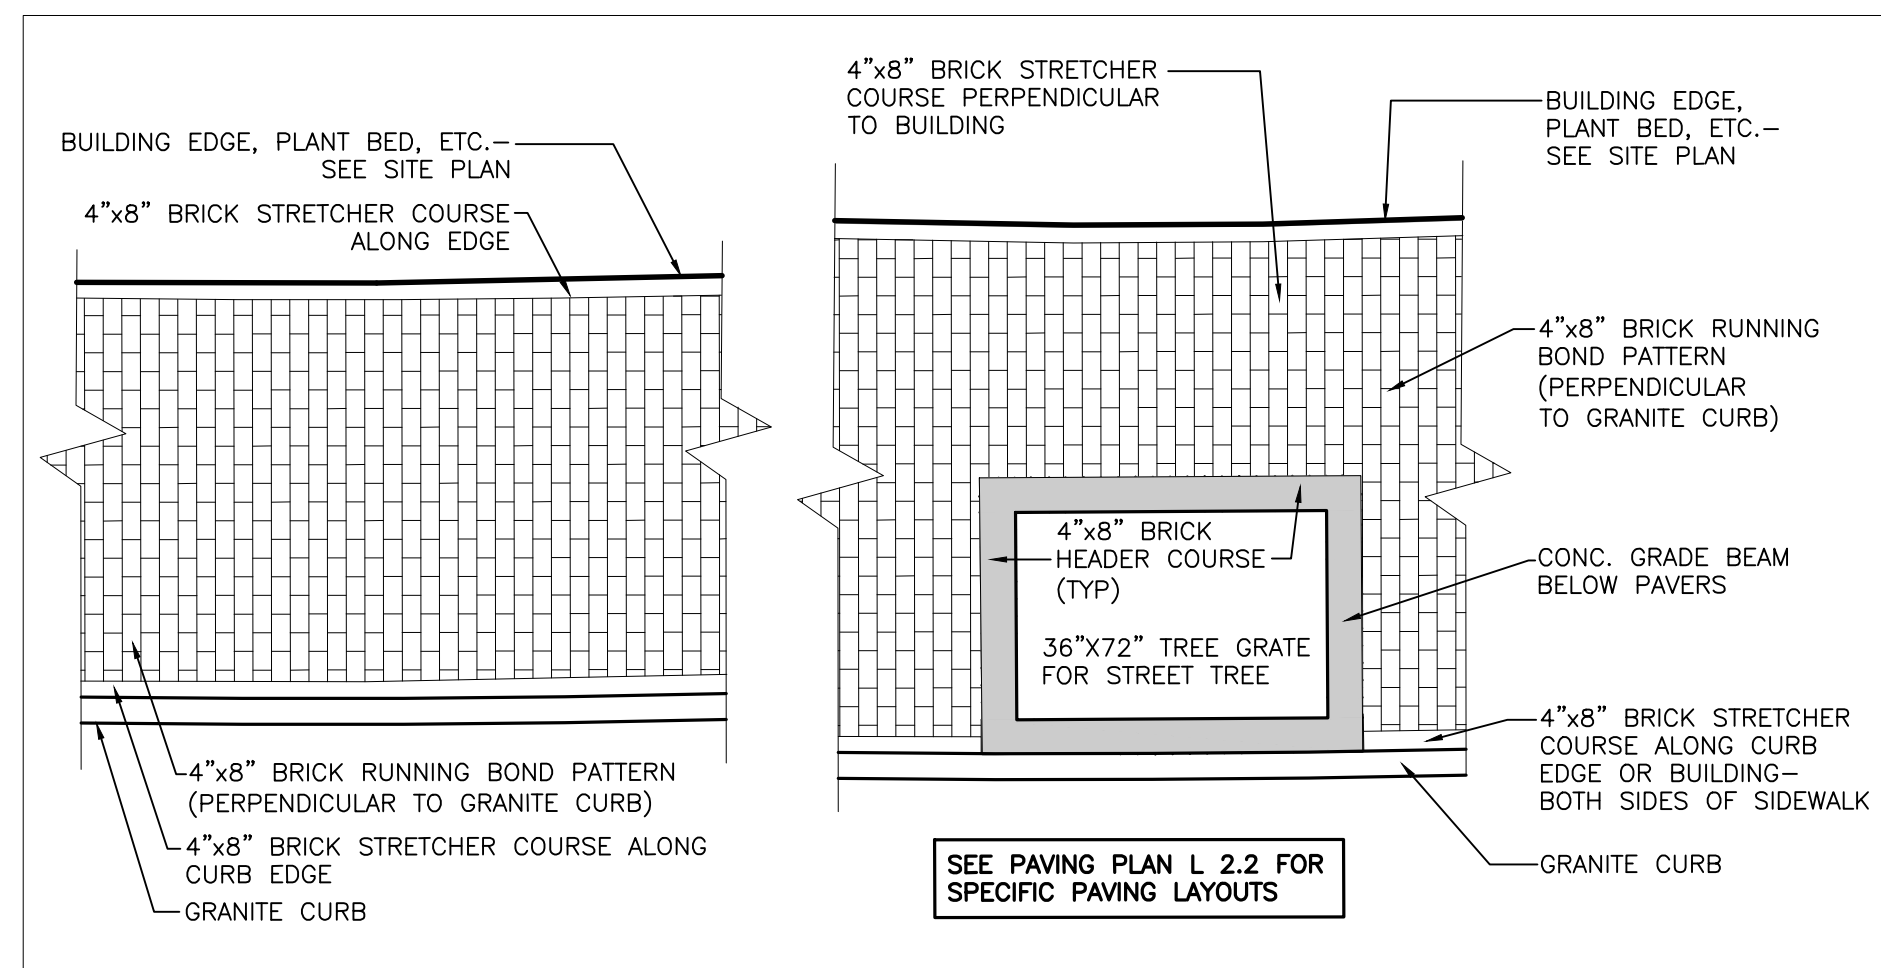 BUILDING EDGE, PLANT BED, ETC.–
SEE SITE PLAN
4”x8” BRICK STRETCHER COURSE
ALONG EDGE
4”x8” BRICK RUNNING BOND PATTERN
(PERPENDICULAR TO GRANITE CURB)
4”x8” BRICK STRETCHER COURSE ALONG
CURB EDGE
GRANITE CURB
4”x8” BRICK STRETCHER
COURSE PERPENDICULAR
TO BUILDING
BUILDING EDGE,
PLANT BED, ETC.–
SEE SITE PLAN
4”x8” BRICK RUNNING
BOND PATTERN
(PERPENDICULAR
TO GRANITE CURB)
4”x8” BRICK
HEADER COURSE
(TYP)
36”X72” TREE GRATE
FOR STREET TREE
CONC. GRADE BEAM
BELOW PAVERS
4”x8” BRICK STRETCHER
COURSE ALONG CURB
EDGE OR BUILDING–
BOTH SIDES OF SIDEWALK
GRANITE CURB
SEE PAVING PLAN L 2.2 FOR
SPECIFIC PAVING LAYOUTS